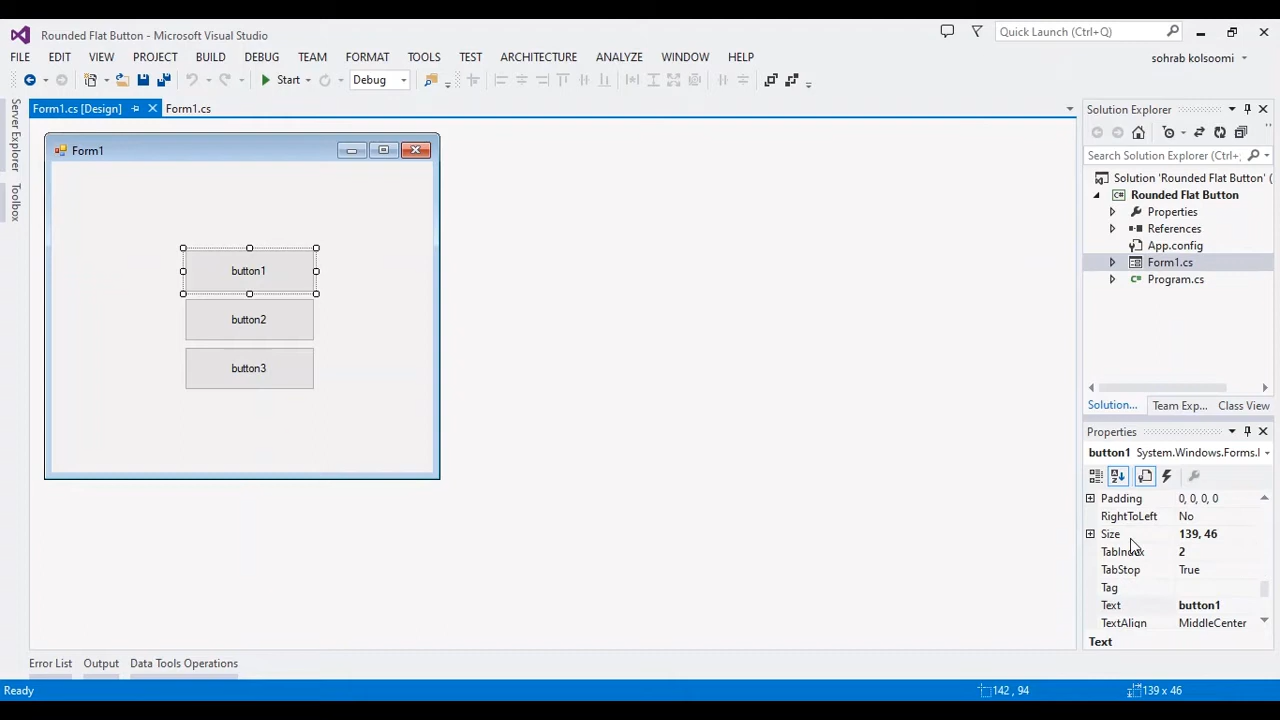 Rounded Flat Button - Microsoft Visual Studio
Quick Launch (Ctrl+Q)
FILE EDIT VIEW PROJECT BUILD DEBUG TEAM FORMAT TOOLS TEST ARCHITECTURE ANALYZE WINDOW HELP
sohrab kolsoomi
Start Debug
Server Explorer
Toolbox
Form1.cs [Design] Form1.cs
Form1
button1
button2
button3
Solution Explorer
Search Solution Explorer (Ctrl+;
Solution 'Rounded Flat Button' (
C# Rounded Flat Button
Properties
References
App.config
Form1.cs
C# Program.cs
Solution... Team Exp... Class View
Properties
button1 System.Windows.Forms.
Padding 0, 0, 0, 0
RightToLeft No
Size 139, 46
TabIndex 2
TabStop True
Tag
Text button1
TextAlign MiddleCenter
Text
Error List Output Data Tools Operations
Ready 142 , 94 139 x 46